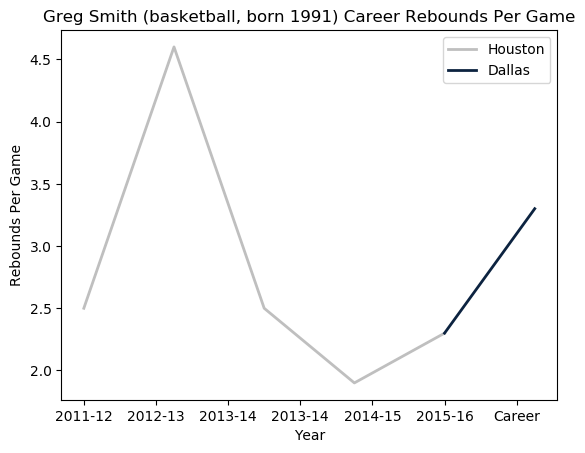 Greg Smith (basketball, born 1991) Career Rebounds Per Game
Houston
Dallas
Rebounds Per Game
4.5
4.0
3.5
3.0
2.5
2.0
2011-12 2012-13 2013-14 2013-14 2014-15 2015-16 Career
Year